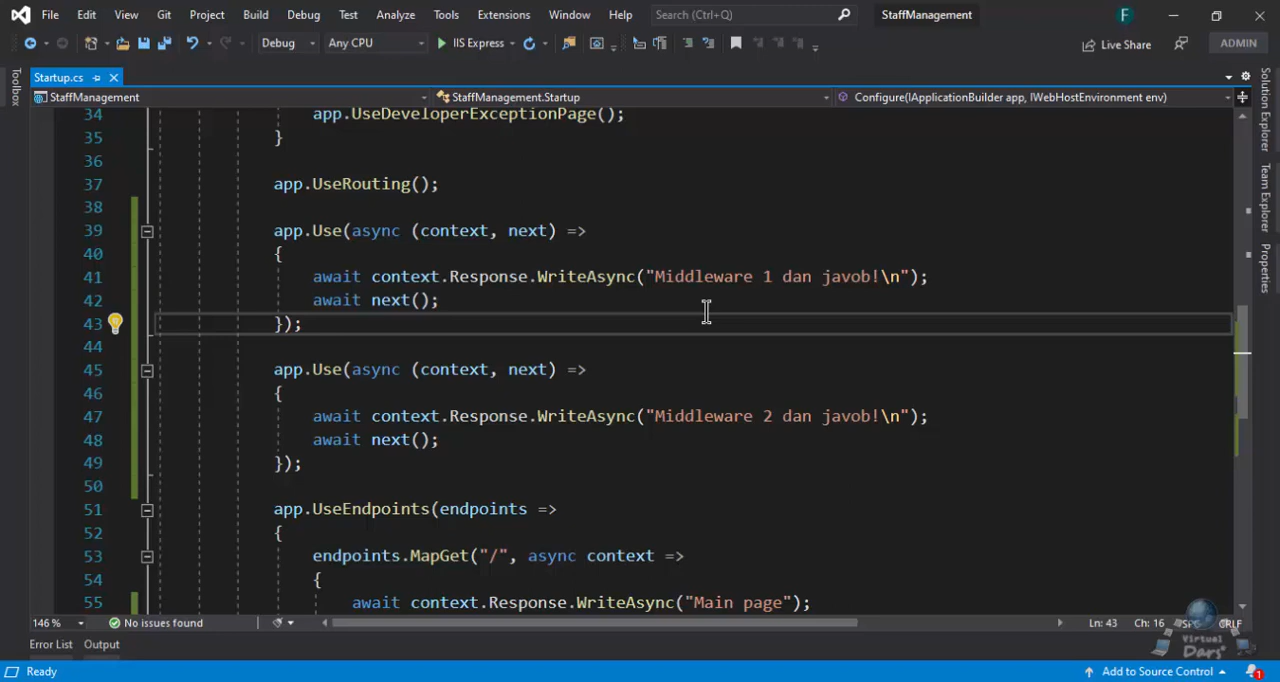 File Edit View Git Project Build Debug Test Analyze Tools Extensions Window Help Search (Ctrl+Q) StaffManagement F
Debug Any CPU IIS Express Live Share ADMIN
Startup.cs
StaffManagement StaffManagement.Startup Configure(IApplicationBuilder app, IWebHostEnvironment env)
Toolbox
Solution Explorer
Team Explorer
Properties
34 app.UseDeveloperExceptionPage();
35 }
36
37 app.UseRouting();
38
39 app.Use(async (context, next) =>
40 {
41 await context.Response.WriteAsync("Middleware 1 dan javob!\n");
42 await next();
43 });
44
45 app.Use(async (context, next) =>
46 {
47 await context.Response.WriteAsync("Middleware 2 dan javob!\n");
48 await next();
49 });
50
51 app.UseEndpoints(endpoints =>
52 {
53 endpoints.MapGet("/", async context =>
54 {
55 await context.Response.WriteAsync("Main page");
146 % No issues found Ln: 43 Ch: 16 SPC CRLF
Virtual
Dars
Error List Output
Ready Add to Source Control 1